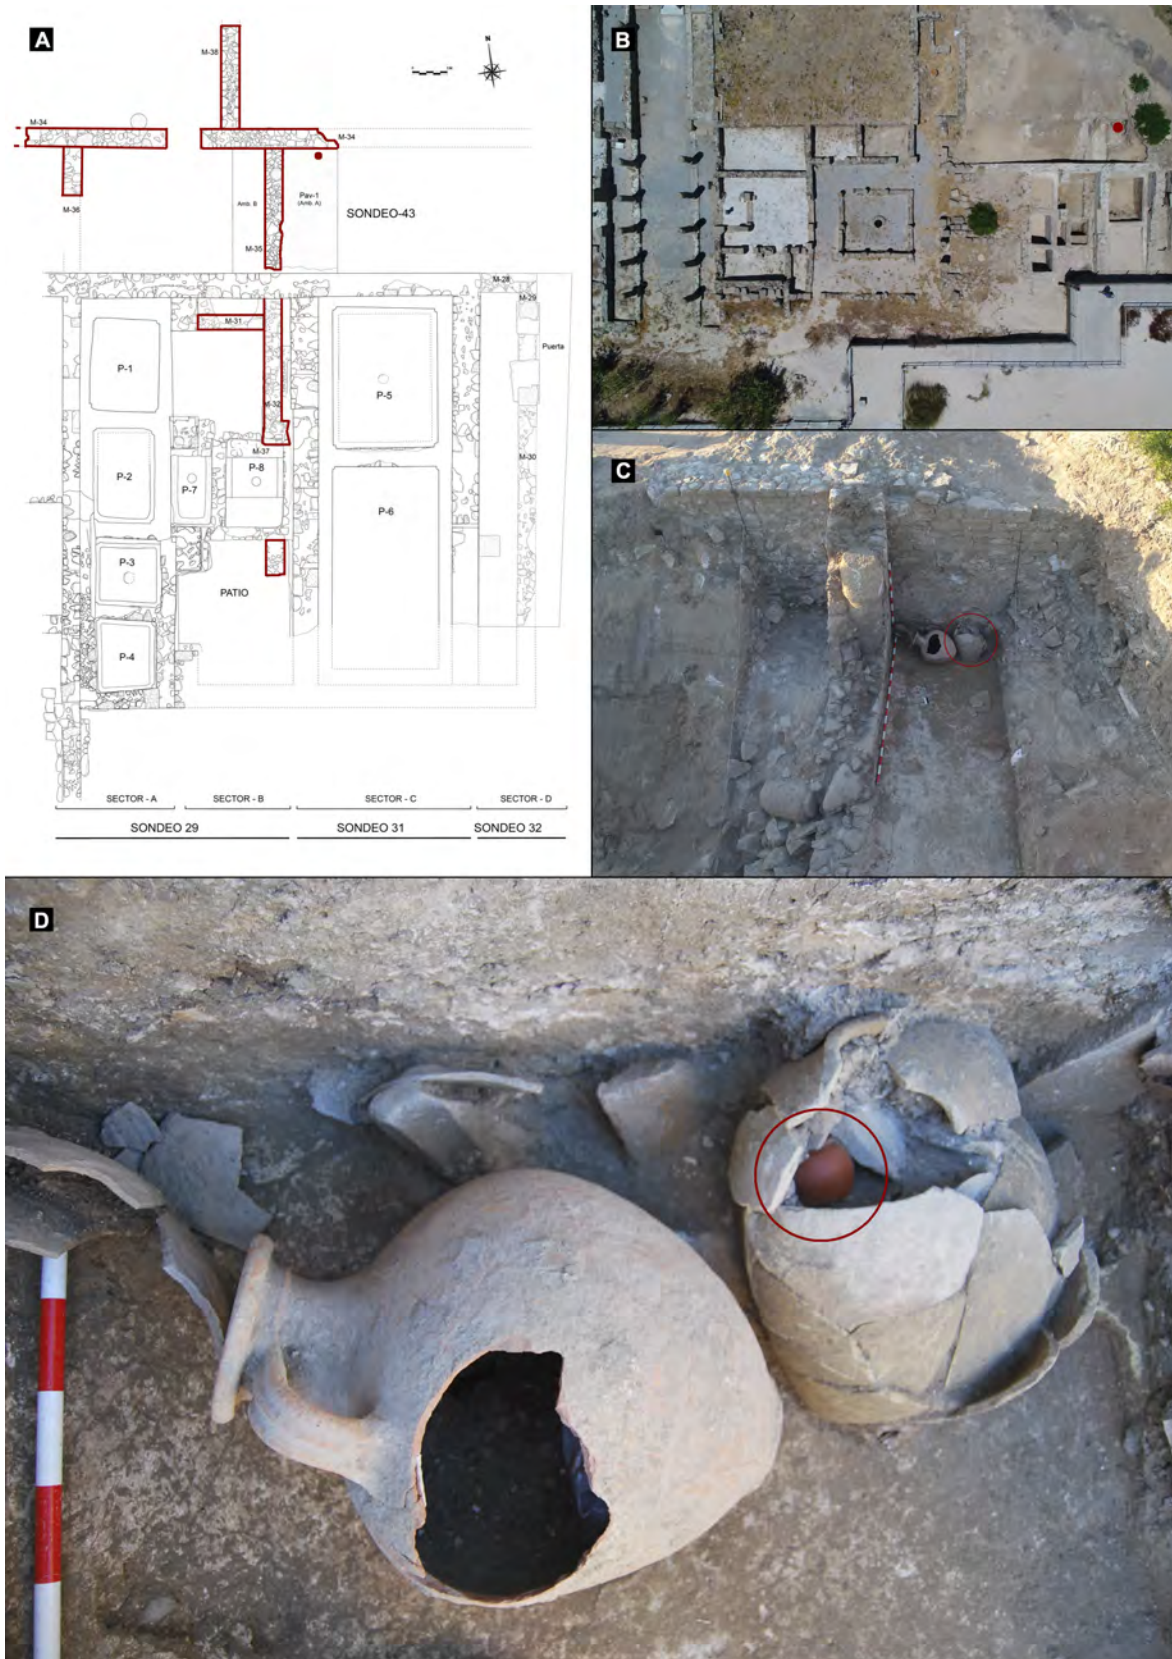 A
N
M-38
M-34
M-34
M-36
Amb. B
Pav-1
(Amb. A)
SONDEO-43
M-35
M-28
M-29
M-31
Puerta
P-1
P-5
M-32
M-37
M-30
P-2
P-7
P-8
P-6
P-3
PATIO
P-4
SECTOR - A
SECTOR - B
SECTOR - C
SECTOR - D
SONDEO 29
SONDEO 31
SONDEO 32
B
C
D